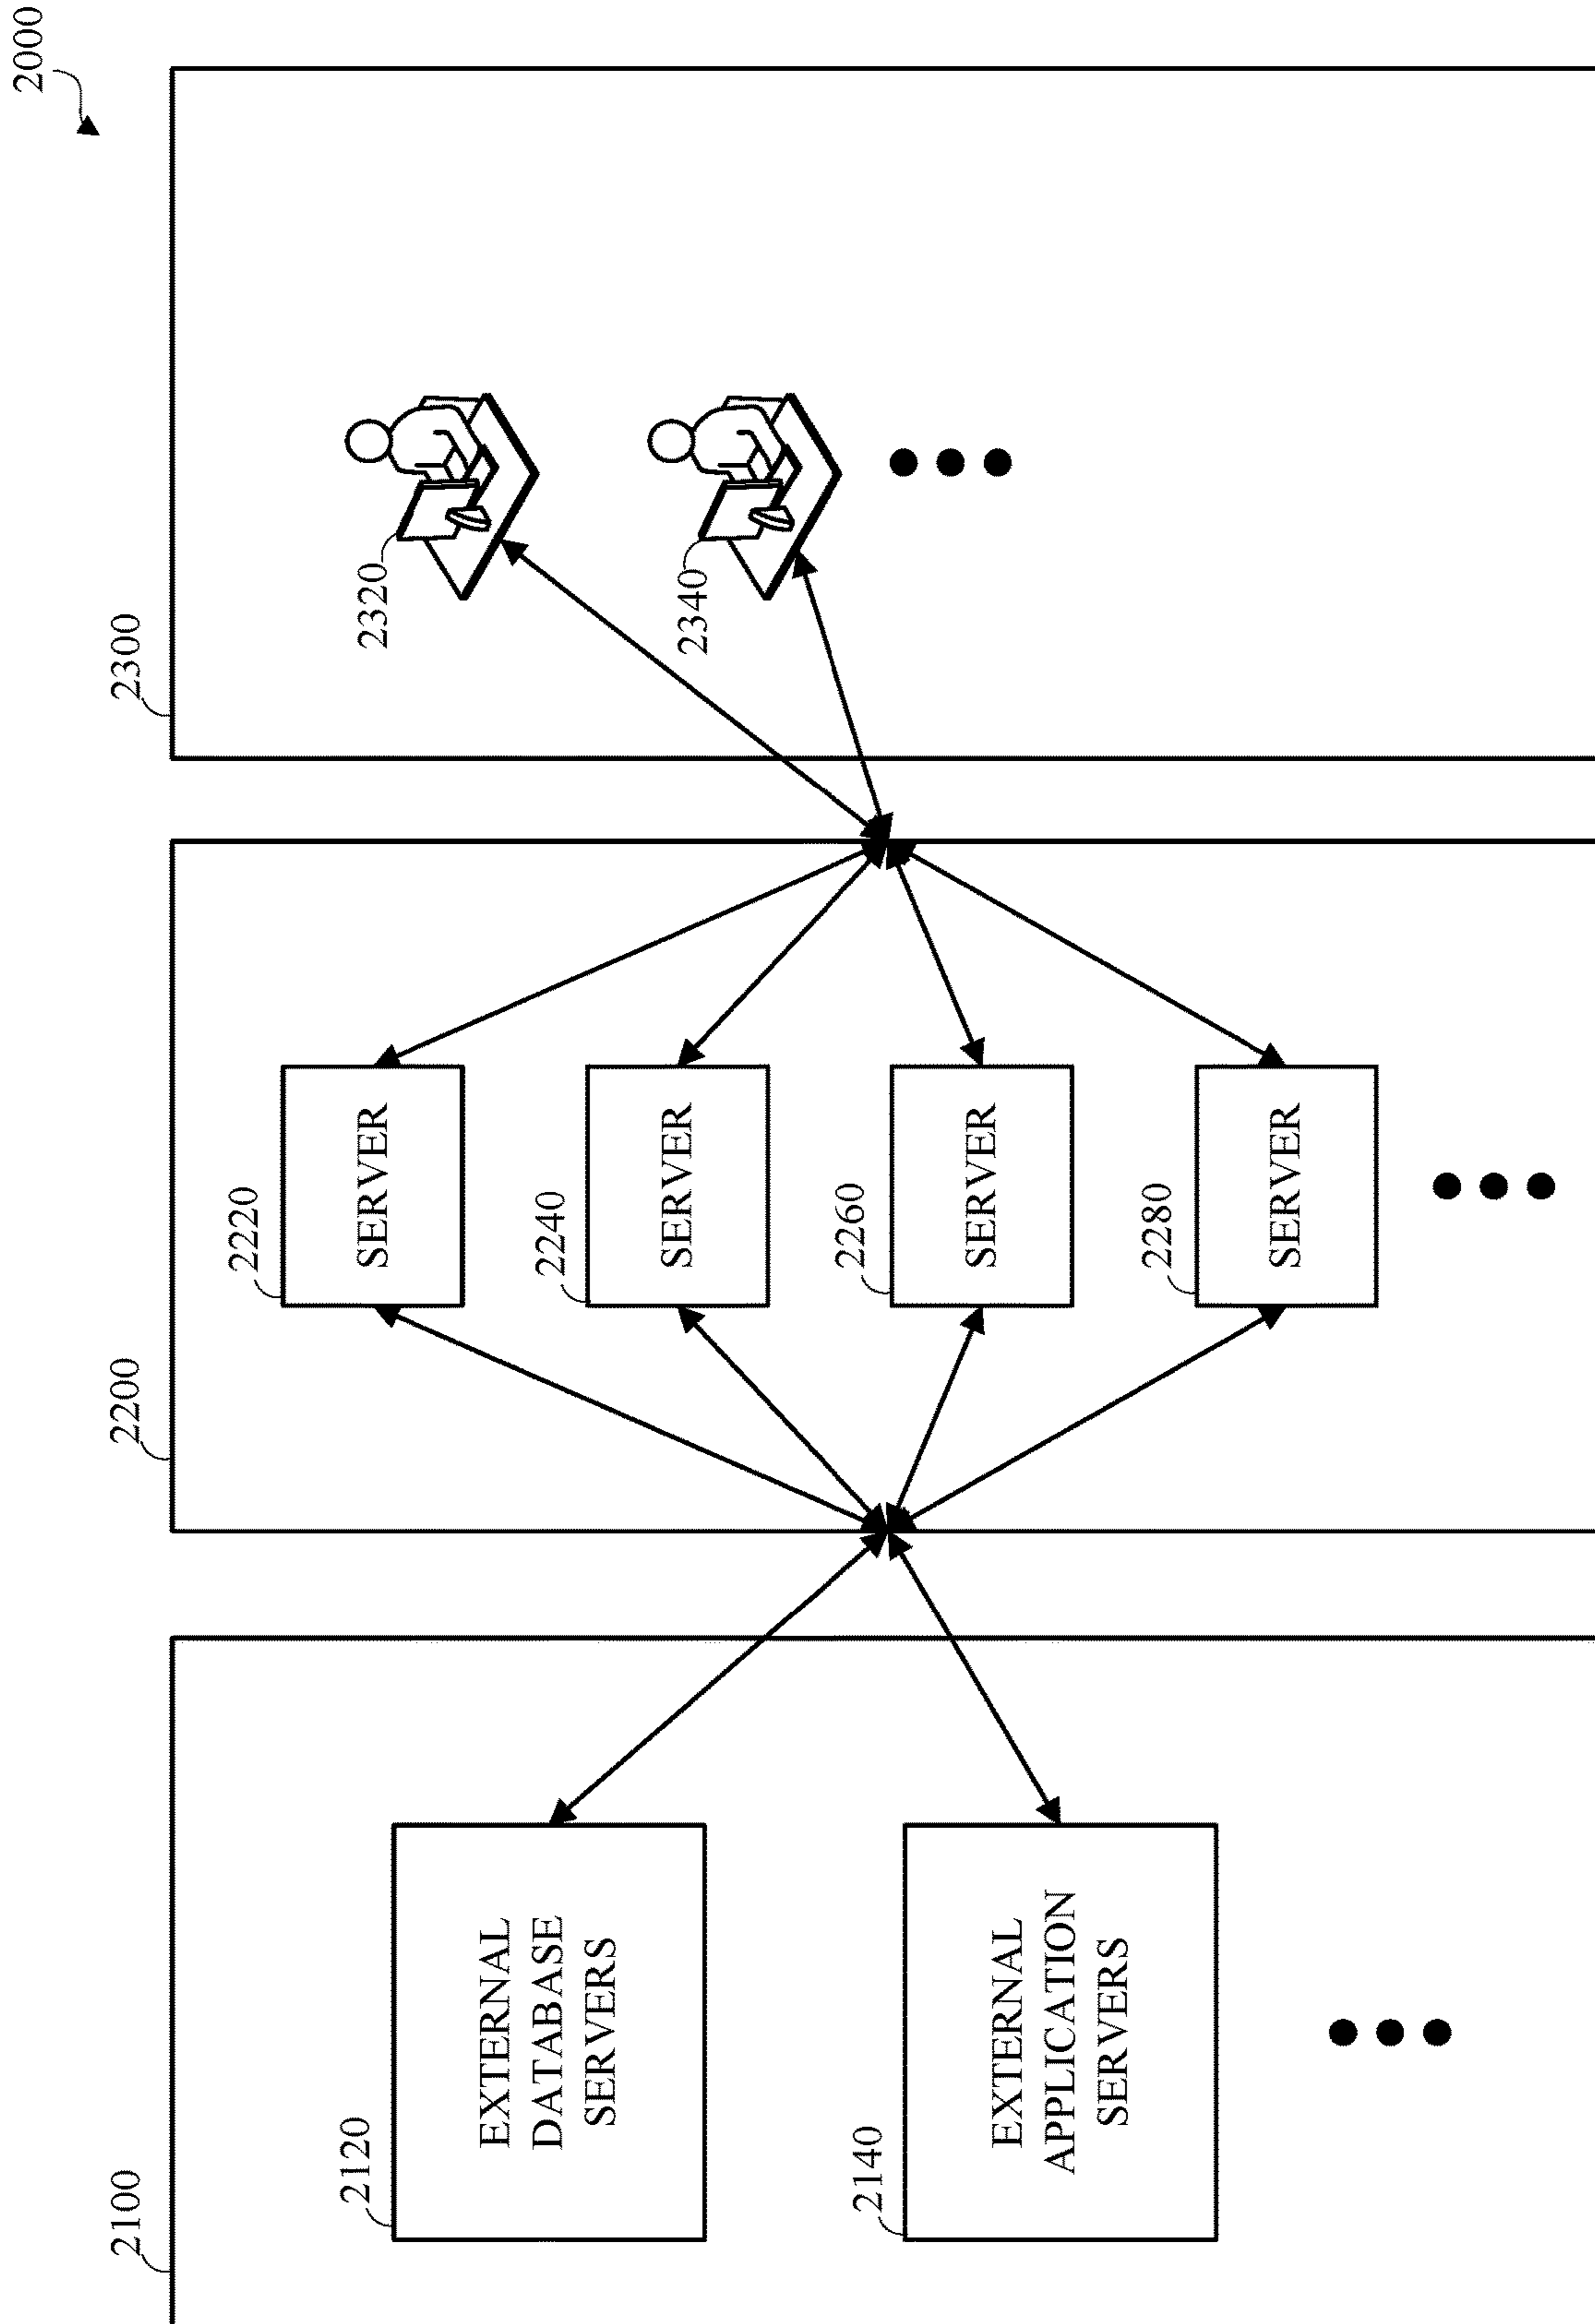 2000
2100
2120
EXTERNAL
DATABASE
SERVERS
2140
EXTERNAL
APPLICATION
SERVERS
2200
2220
SERVER
2240
SERVER
2260
SERVER
2280
SERVER
2300
2320
2340